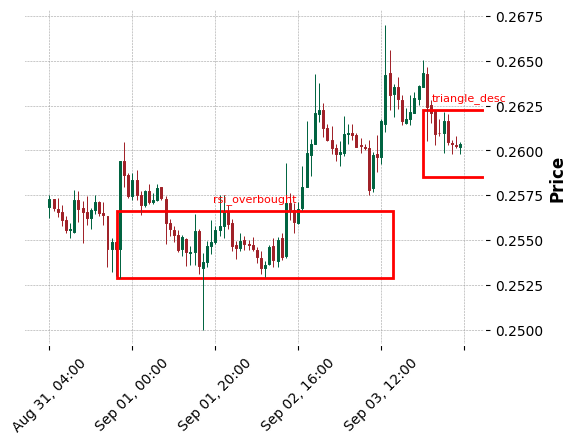 0.2675
0.2650
triangle_desc
0.2625
0.2600
Price
0.2575
rsi_overbought
0.2550
0.2525
0.2500
Aug 31, 04:00
Sep 01, 00:00
Sep 01, 20:00
Sep 02, 16:00
Sep 03, 12:00